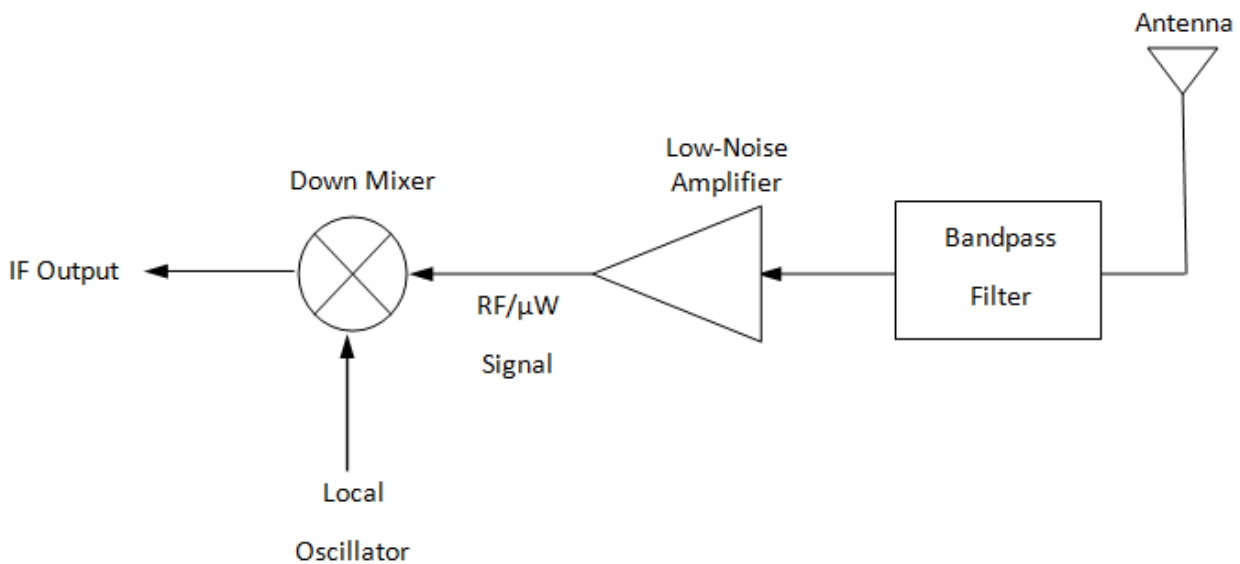 Antenna
Low-Noise
Amplifier
Down Mixer
Bandpass
Filter
IF Output
RF/μW
Signal
Local
Oscillator